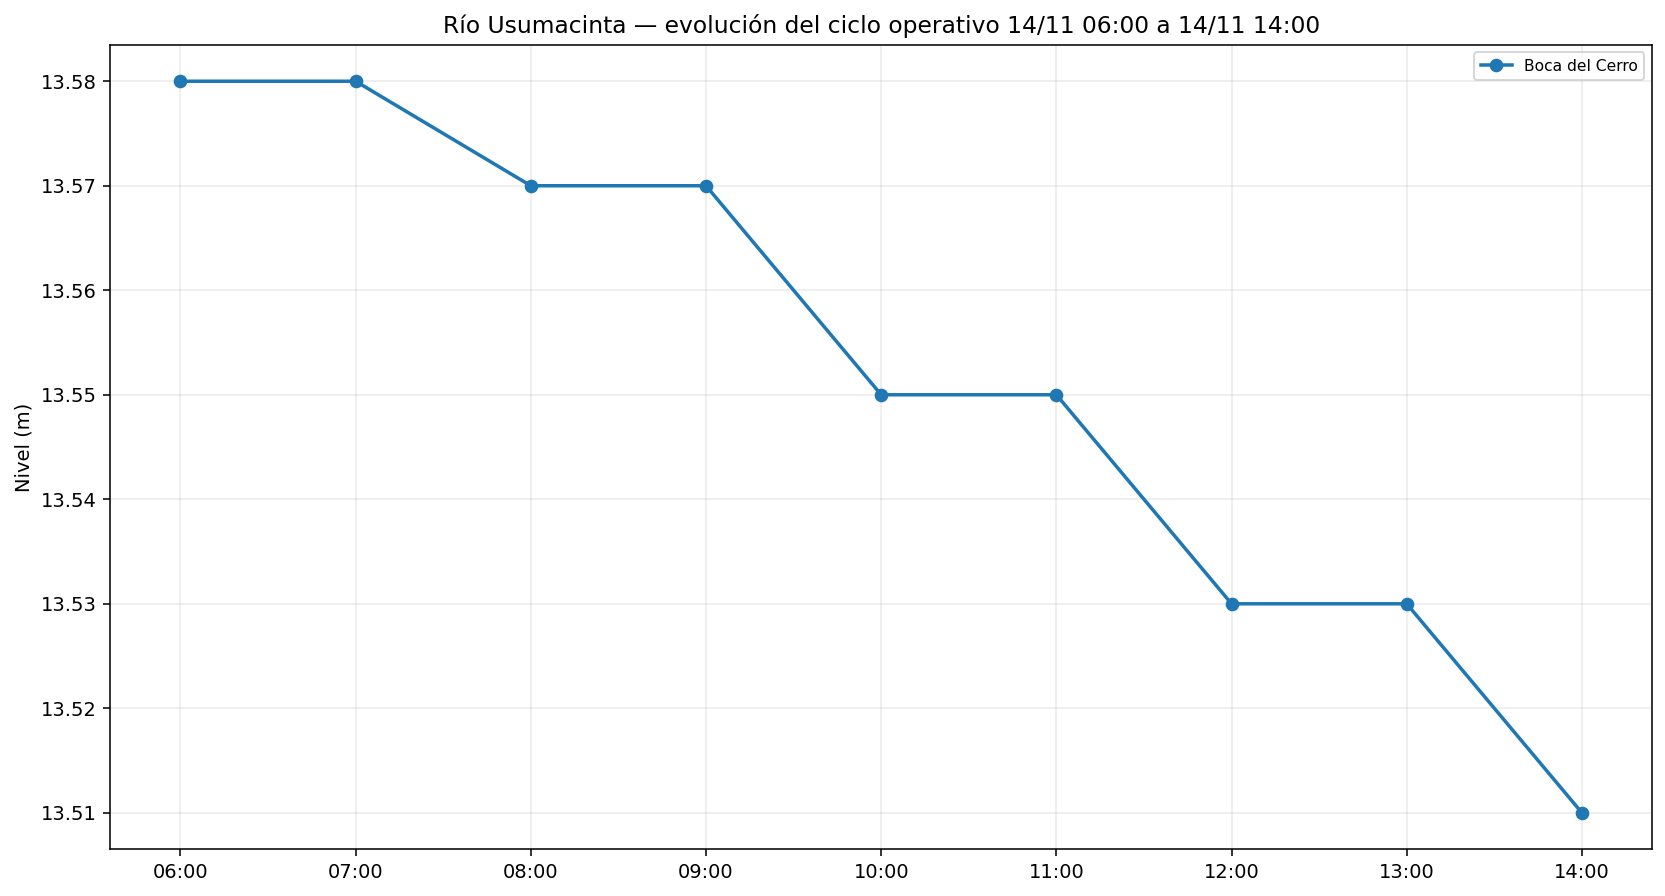 Río Usumacinta — evolución del ciclo operativo 14/11 06:00 a 14/11 14:00
Boca del Cerro
Nivel (m)
13.58
13.57
13.56
13.55
13.54
13.53
13.52
13.51
06:00 07:00 08:00 09:00 10:00 11:00 12:00 13:00 14:00